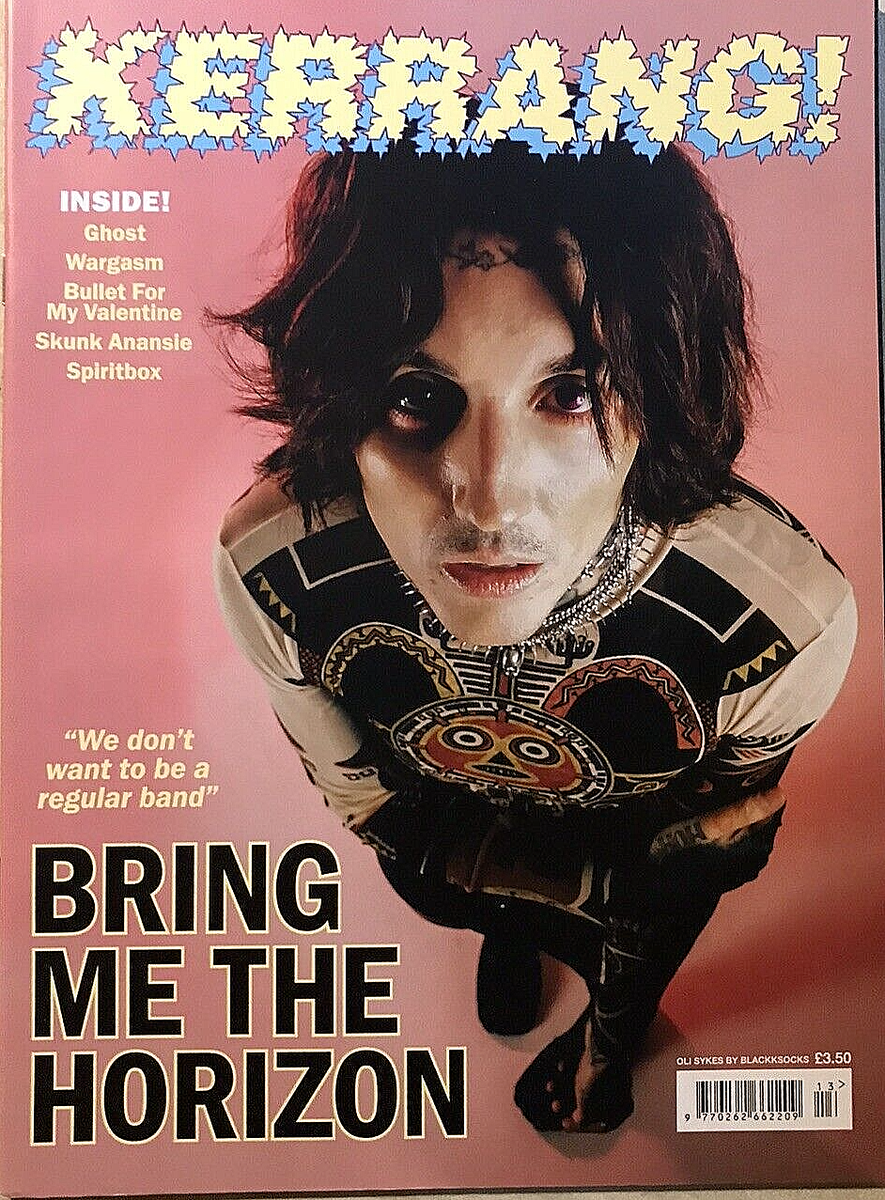 KERRANG!
INSIDE!
Ghost
Wargasm
Bullet For
My Valentine
Skunk Anansie
Spiritbox
“We don’t
want to be a
regular band”
BRING
ME THE
HORIZON
OLI SYKES BY BLACKKSOCKS £3.50
13>
9 770262 662209